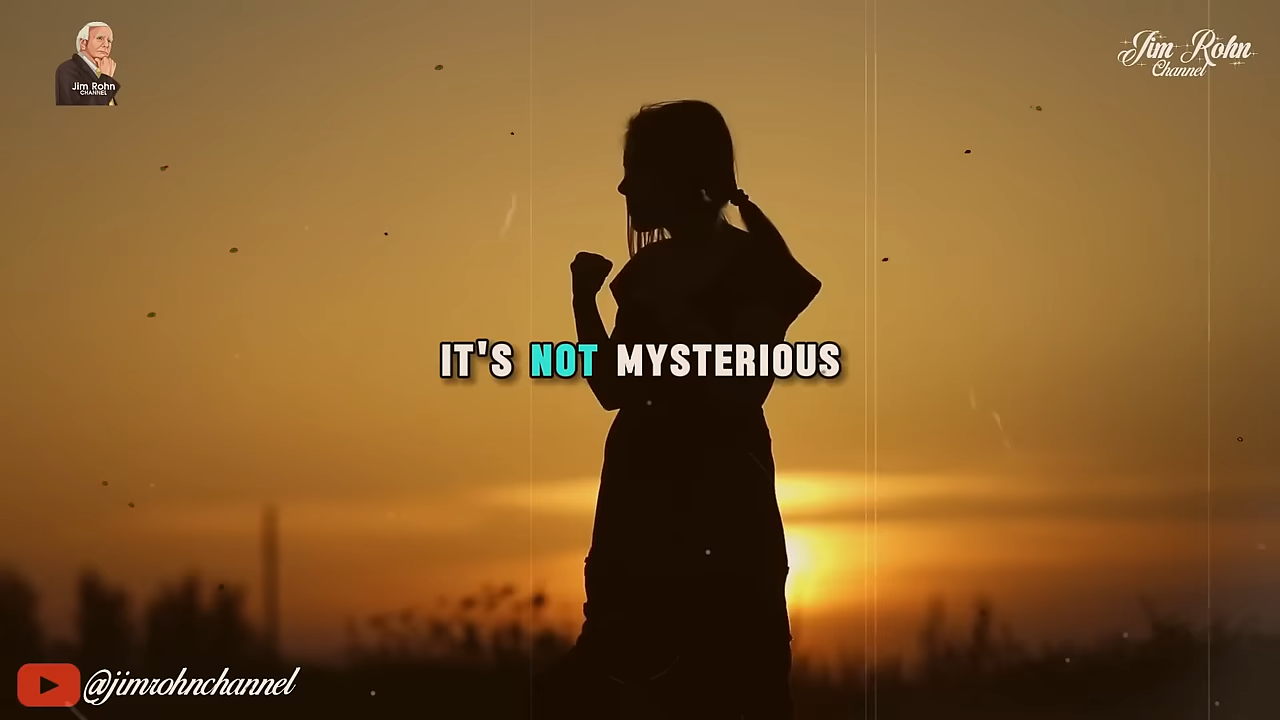 Jim Rohn
CHANNEL
Jim Rohn
Channel
IT'S NOT MYSTERIOUS
@jimrohnchannel